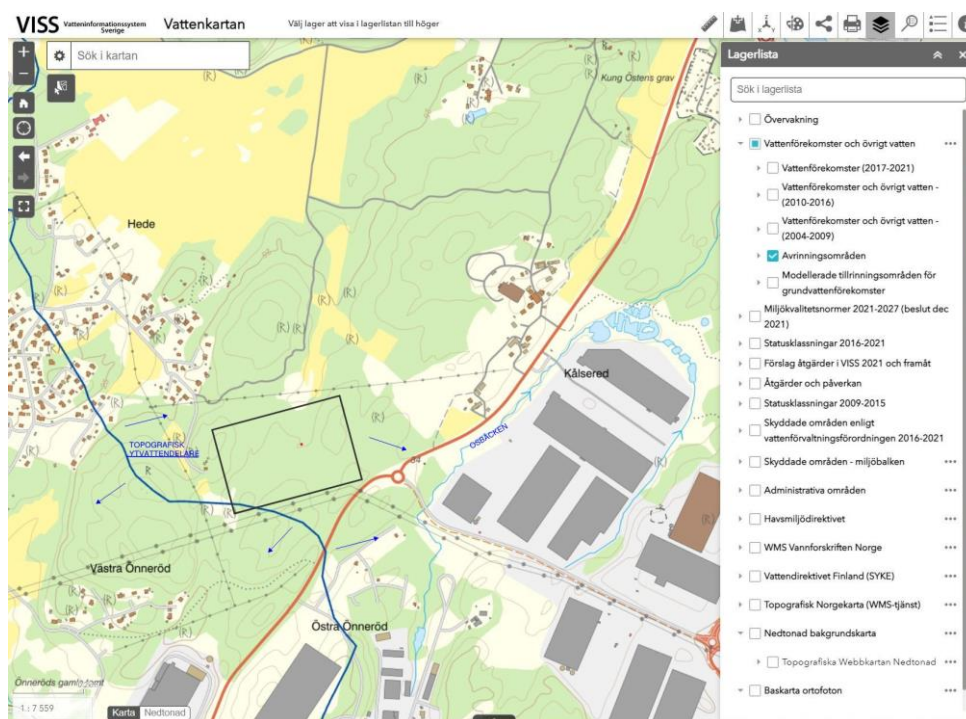 VISS Vatteninformationssystem
Sverige
Vattenkartan
Välj lager att visa i lagerlistan till höger
Sök i kartan
Lagerlista
Sök i lagerlista
Övervakning
Vattenförekomster och övrigt vatten
Vattenförekomster (2017-2021)
Vattenförekomster och övrigt vatten -
(2010-2016)
Vattenförekomster och övrigt vatten -
(2004-2009)
Avrinningsområden
Modellerade tillrinningsområden för
grundvattenförekomster
Miljökvalitetsnormer 2021-2027 (beslut dec
2021)
Statusklassningar 2016-2021
Förslag åtgärder i VISS 2021 och framåt
Åtgärder och påverkan
Statusklassningar 2009-2015
Skyddade områden enligt
vattenförvaltningsförordningen 2016-2021
Skyddade områden - miljöbalken
Administrativa områden
Havsmiljödirektivet
WMS Vannforskriften Norge
Vattendirektivet Finland (SYKE)
Topografisk Norgekarta (WMS-tjänst)
Nedtonad bakgrundskarta
Topografiska Webbkartan Nedtonad
Baskarta ortofoton
Kung Östens grav
Hede
Kålsered
TOPOGRAFISK
YTVATTENDELARE
OSBÄCKEN
Västra Önneröd
Östra Önneröd
Önneröds gamla tomt
1 : 7 559
Karta Nedtonad